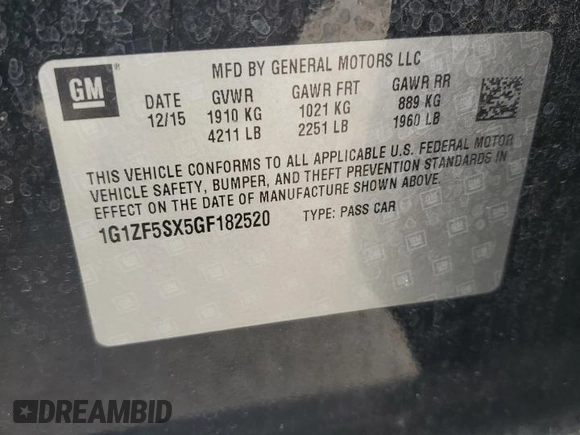 GM
MFD BY GENERAL MOTORS LLC
DATE GVWR GAWR FRT GAWR RR
12/15 1910 KG 1021 KG 889 KG
4211 LB 2251 LB 1960 LB
THIS VEHICLE CONFORMS TO ALL APPLICABLE U.S. FEDERAL MOTOR
VEHICLE SAFETY, BUMPER, AND THEFT PREVENTION STANDARDS IN
EFFECT ON THE DATE OF MANUFACTURE SHOWN ABOVE.
1G1ZF5SX5GF182520 TYPE: PASS CAR
DREAMBID